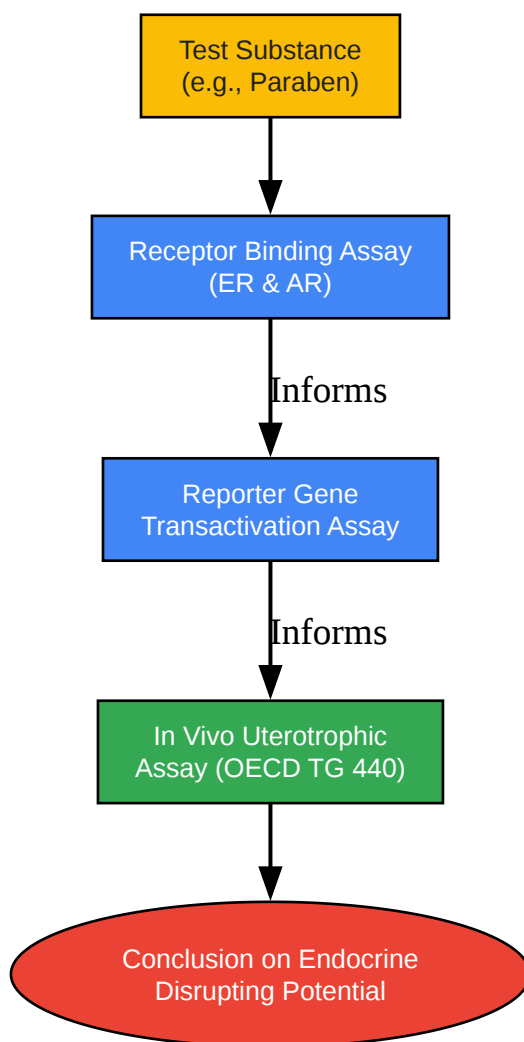 Test Substance
(e.g., Paraben)
Receptor Binding Assay
(ER & AR)
Informs
Reporter Gene
Transactivation Assay
Informs
In Vivo Uterotrophic
Assay (OECD TG 440)
Conclusion on Endocrine
Disrupting Potential